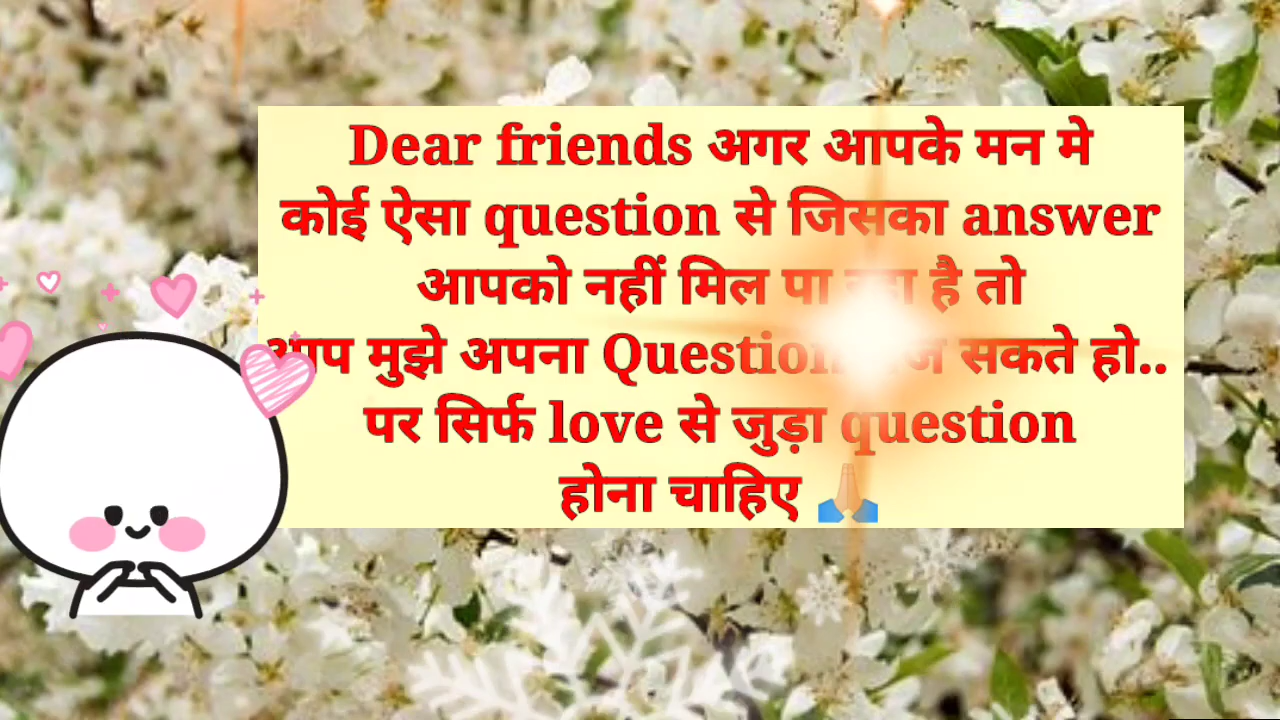 Dear friends अगर आपके मन मे
कोई ऐसा question से जिसका answer
आपको नहीं मिल पा है तो
आप मुझे अपना Question सकते हो..
पर सिर्फ love से जुड़ा question
होना चाहिए 🙏